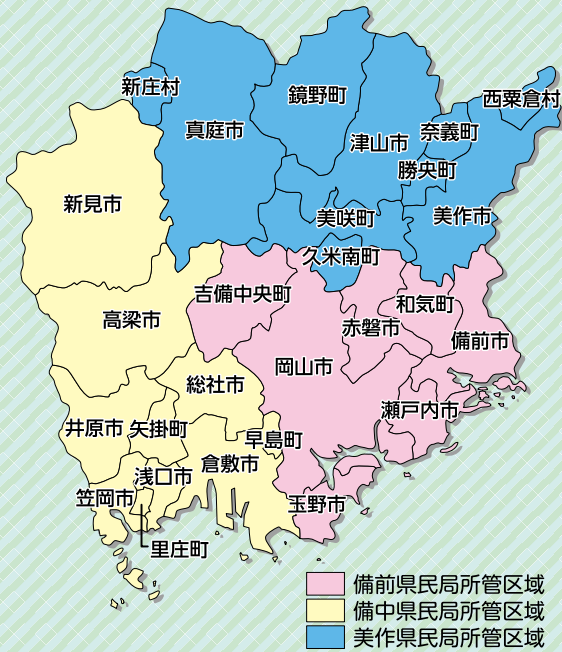 新庄村
鏡野町
西粟倉村
真庭市
津山市
奈義町
勝央町
新見市
美咲町
美作市
久米南町
吉備中央町
和気町
高梁市
赤磐市
備前市
岡山市
総社市
瀬戸内市
井原市
矢掛町
早島町
倉敷市
浅口市
笠岡市
玉野市
里庄町
備前県民局所管区域
備中県民局所管区域
美作県民局所管区域